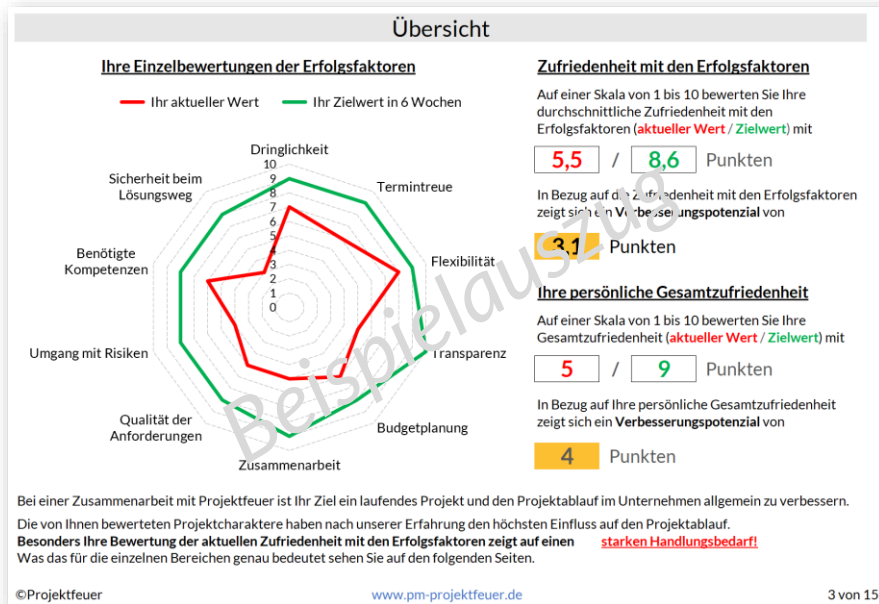 Übersicht
Ihre Einzelbewertungen der Erfolgsfaktoren
Ihr aktueller Wert
Ihr Zielwert in 6 Wochen
Dringlichkeit
Termintreue
Flexibilität
Transparenz
Budgetplanung
Zusammenarbeit
Qualität der
Anforderungen
Umgang mit Risiken
Benötigte
Kompetenzen
Sicherheit beim
Lösungsweg
10
9
8
7
6
5
4
3
2
1
0
Zufriedenheit mit den Erfolgsfaktoren
Auf einer Skala von 1 bis 10 bewerten Sie Ihre
durchschnittliche Zufriedenheit mit den
Erfolgsfaktoren (aktueller Wert / Zielwert) mit
5,5 / 8,6 Punkten
In Bezug auf die Zufriedenheit mit den Erfolgsfaktoren
zeigt sich ein Verbesserungspotenzial von
3,1 Punkten
Ihre persönliche Gesamtzufriedenheit
Auf einer Skala von 1 bis 10 bewerten Sie Ihre
Gesamtzufriedenheit (aktueller Wert / Zielwert) mit
5 / 9 Punkten
In Bezug auf Ihre persönliche Gesamtzufriedenheit
zeigt sich ein Verbesserungspotenzial von
4 Punkten
Beispielauszug
Bei einer Zusammenarbeit mit Projektfeuer ist Ihr Ziel ein laufendes Projekt und den Projektablauf im Unternehmen allgemein zu verbessern.
Die von Ihnen bewerteten Projektcharaktere haben nach unserer Erfahrung den höchsten Einfluss auf den Projektablauf.
Besonders Ihre Bewertung der aktuellen Zufriedenheit mit den Erfolgsfaktoren zeigt auf einen starken Handlungsbedarf!
Was das für die einzelnen Bereichen genau bedeutet sehen Sie auf den folgenden Seiten.
©Projektfeuer www.pm-projektfeuer.de 3 von 15